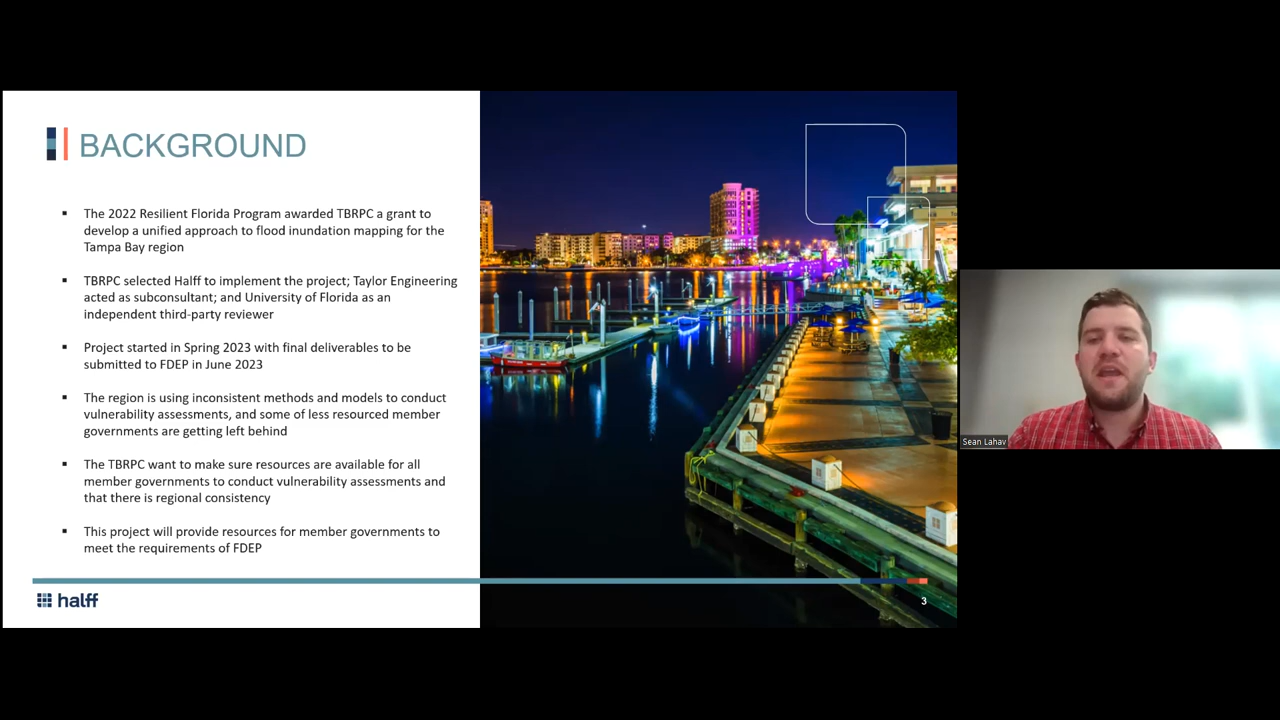 BACKGROUND
▪ The 2022 Resilient Florida Program awarded TBRPC a grant to
develop a unified approach to flood inundation mapping for the
Tampa Bay region
▪ TBRPC selected Halff to implement the project; Taylor Engineering
acted as subconsultant; and University of Florida as an
independent third-party reviewer
▪ Project started in Spring 2023 with final deliverables to be
submitted to FDEP in June 2023
▪ The region is using inconsistent methods and models to conduct
vulnerability assessments, and some of less resourced member
governments are getting left behind
▪ The TBRPC want to make sure resources are available for all
member governments to conduct vulnerability assessments and
that there is regional consistency
▪ This project will provide resources for member governments to
meet the requirements of FDEP
halff
3
Sean Lahav